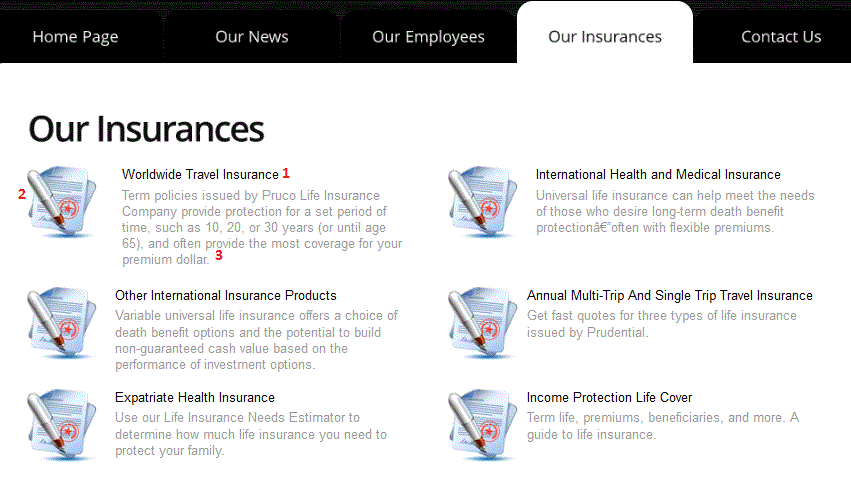 Home Page
Our News
Our Employees
Our Insurances
Contact Us
Our Insurances
Worldwide Travel Insurance 1
2
Term policies issued by Pruco Life Insurance
Company provide protection for a set period of
time, such as 10, 20, or 30 years (or until age
65), and often provide the most coverage for your
premium dollar. 3
International Health and Medical Insurance
Universal life insurance can help meet the needs
of those who desire long-term death benefit
protectionâ€”often with flexible premiums.
Other International Insurance Products
Variable universal life insurance offers a choice of
death benefit options and the potential to build
non-guaranteed cash value based on the
performance of investment options.
Annual Multi-Trip And Single Trip Travel Insurance
Get fast quotes for three types of life insurance
issued by Prudential.
Expatriate Health Insurance
Use our Life Insurance Needs Estimator to
determine how much life insurance you need to
protect your family.
Income Protection Life Cover
Term life, premiums, beneficiaries, and more. A
guide to life insurance.